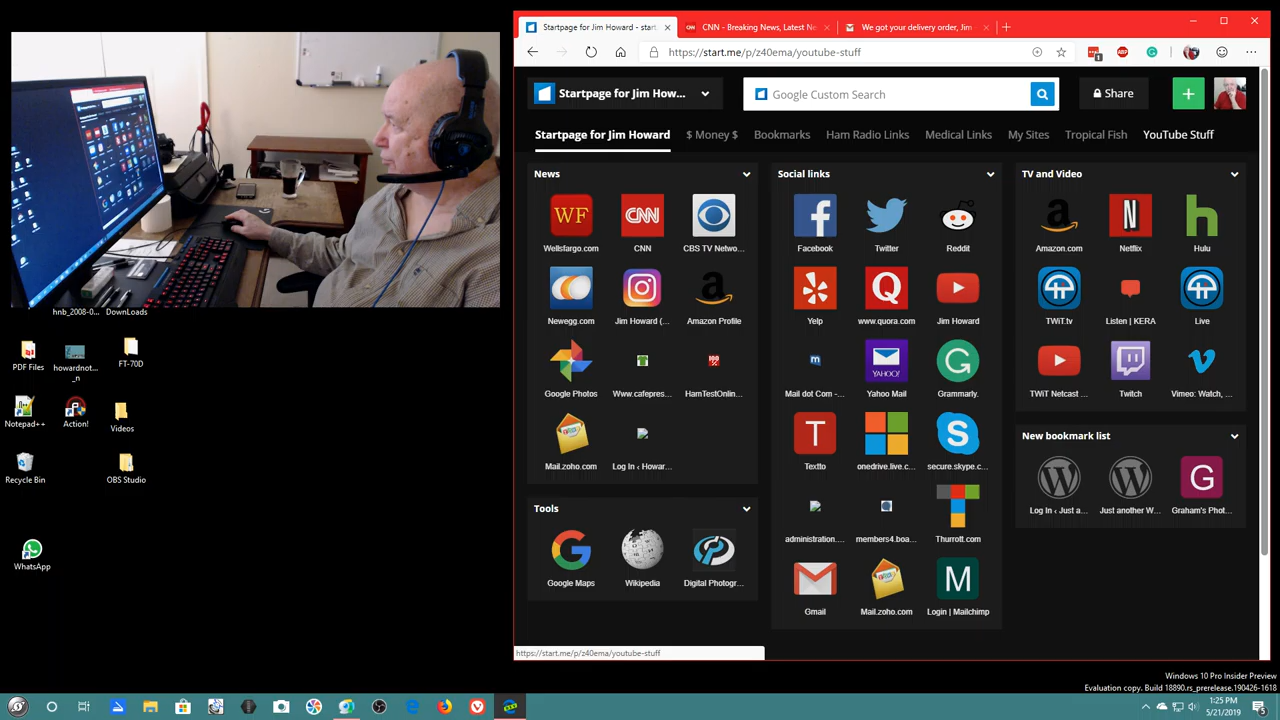 Startpage for Jim Howard - start.
CNN - Breaking News, Latest Ne
We got your delivery order, Jim
https://start.me/p/z40ema/youtube-stuff
1
ABP
Startpage for Jim How...
Google Custom Search
Share
Startpage for Jim Howard
$ Money $
Bookmarks
Ham Radio Links
Medical Links
My Sites
Tropical Fish
YouTube Stuff
News
Social links
TV and Video
WF
CNN
Wellsfargo.com
CNN
CBS TV Netwo...
Facebook
Twitter
Reddit
Amazon.com
Netflix
Hulu
Newegg.com
Jim Howard (...
Amazon Profile
Yelp
www.quora.com
Jim Howard
TWiT.tv
Listen | KERA
Live
YAHOO!
Google Photos
Www.cafepres...
HamTestOnlin...
Mail dot Com -...
Yahoo Mail
Grammarly.
TWiT Netcast ...
Twitch
Vimeo: Watch, ...
New bookmark list
Mail.zoho.com
Log In ‹ Howar...
Textto
onedrive.live.c...
secure.skype.c...
Log In ‹ Just a...
Just another W...
Graham's Phot...
Tools
administration....
members4.boa...
Thurrott.com
Google Maps
Wikipedia
Digital Photogr...
Gmail
Mail.zoho.com
Login | Mailchimp
https://start.me/p/z40ema/youtube-stuff
hnb_2008-0...
DownLoads
PDF Files
howardnot..._n
FT-70D
Notepad++
Action!
Videos
Recycle Bin
OBS Studio
WhatsApp
Windows 10 Pro Insider Preview
Evaluation copy. Build 18890.rs_prerelease.190426-1618
1:25 PM
5/21/2019
5